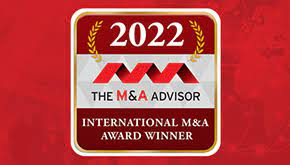 2022
THE M&A ADVISOR
INTERNATIONAL M&A
AWARD WINNER